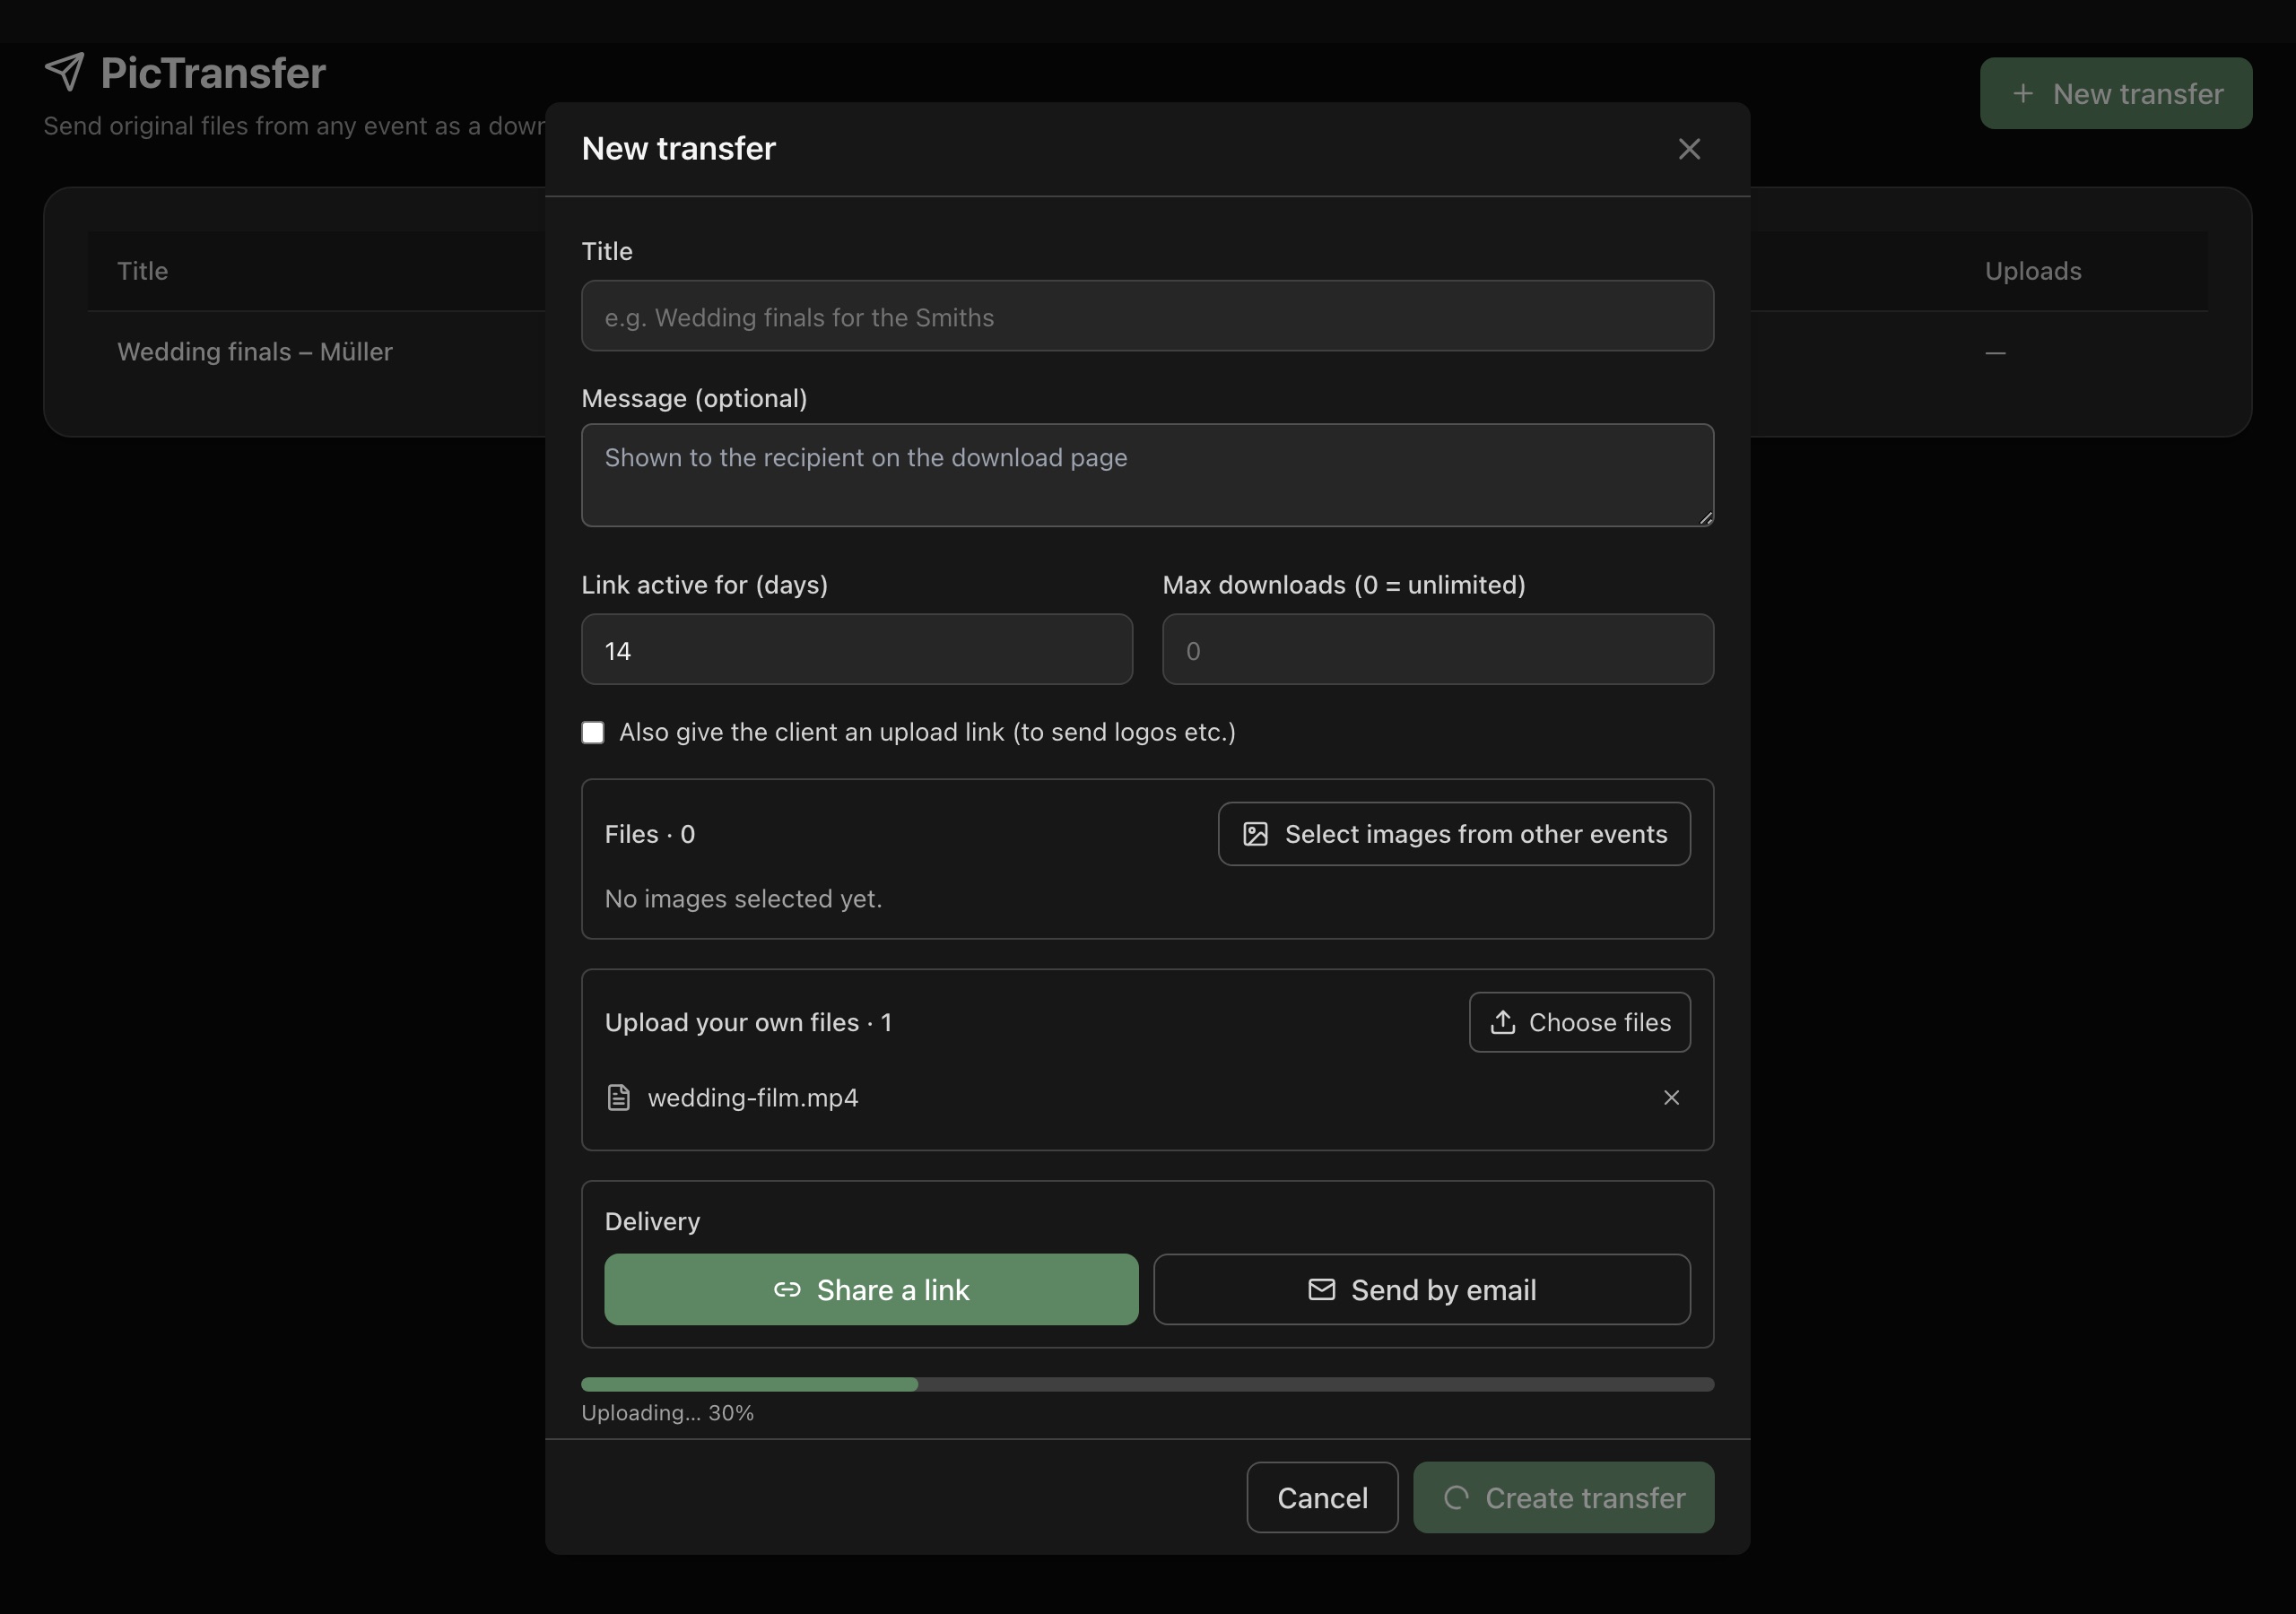 PicTransfer
Send original files from any event as a
New transfer
Title
Uploads
Wedding finals – Müller
—
New transfer
Title
e.g. Wedding finals for the Smiths
Message (optional)
Shown to the recipient on the download page
Link active for (days)
Max downloads (0 = unlimited)
14
0
Also give the client an upload link (to send logos etc.)
Files · 0
Select images from other events
No images selected yet.
Upload your own files · 1
Choose files
wedding-film.mp4
Delivery
Share a link
Send by email
Uploading... 30%
Cancel
Create transfer